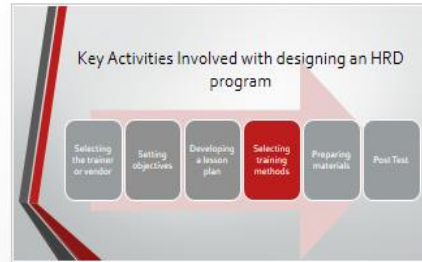 Key Activities Involved with designing an HRD
program
Selecting
the trainer
or vendor
Setting
objectives
Developing
a lesson
plan
Selecting
training
methods
Preparing
materials
Post Test